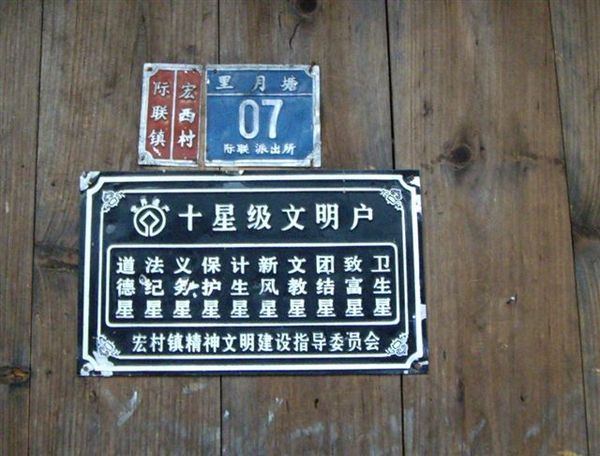 际联镇
宏西村
里月塘
07
际联 派出所
十星级文明户
道德星
法纪星
义务星
保护星
计生星
新风星
文教星
团结星
致富星
卫生星
宏村镇精神文明建设指导委员会